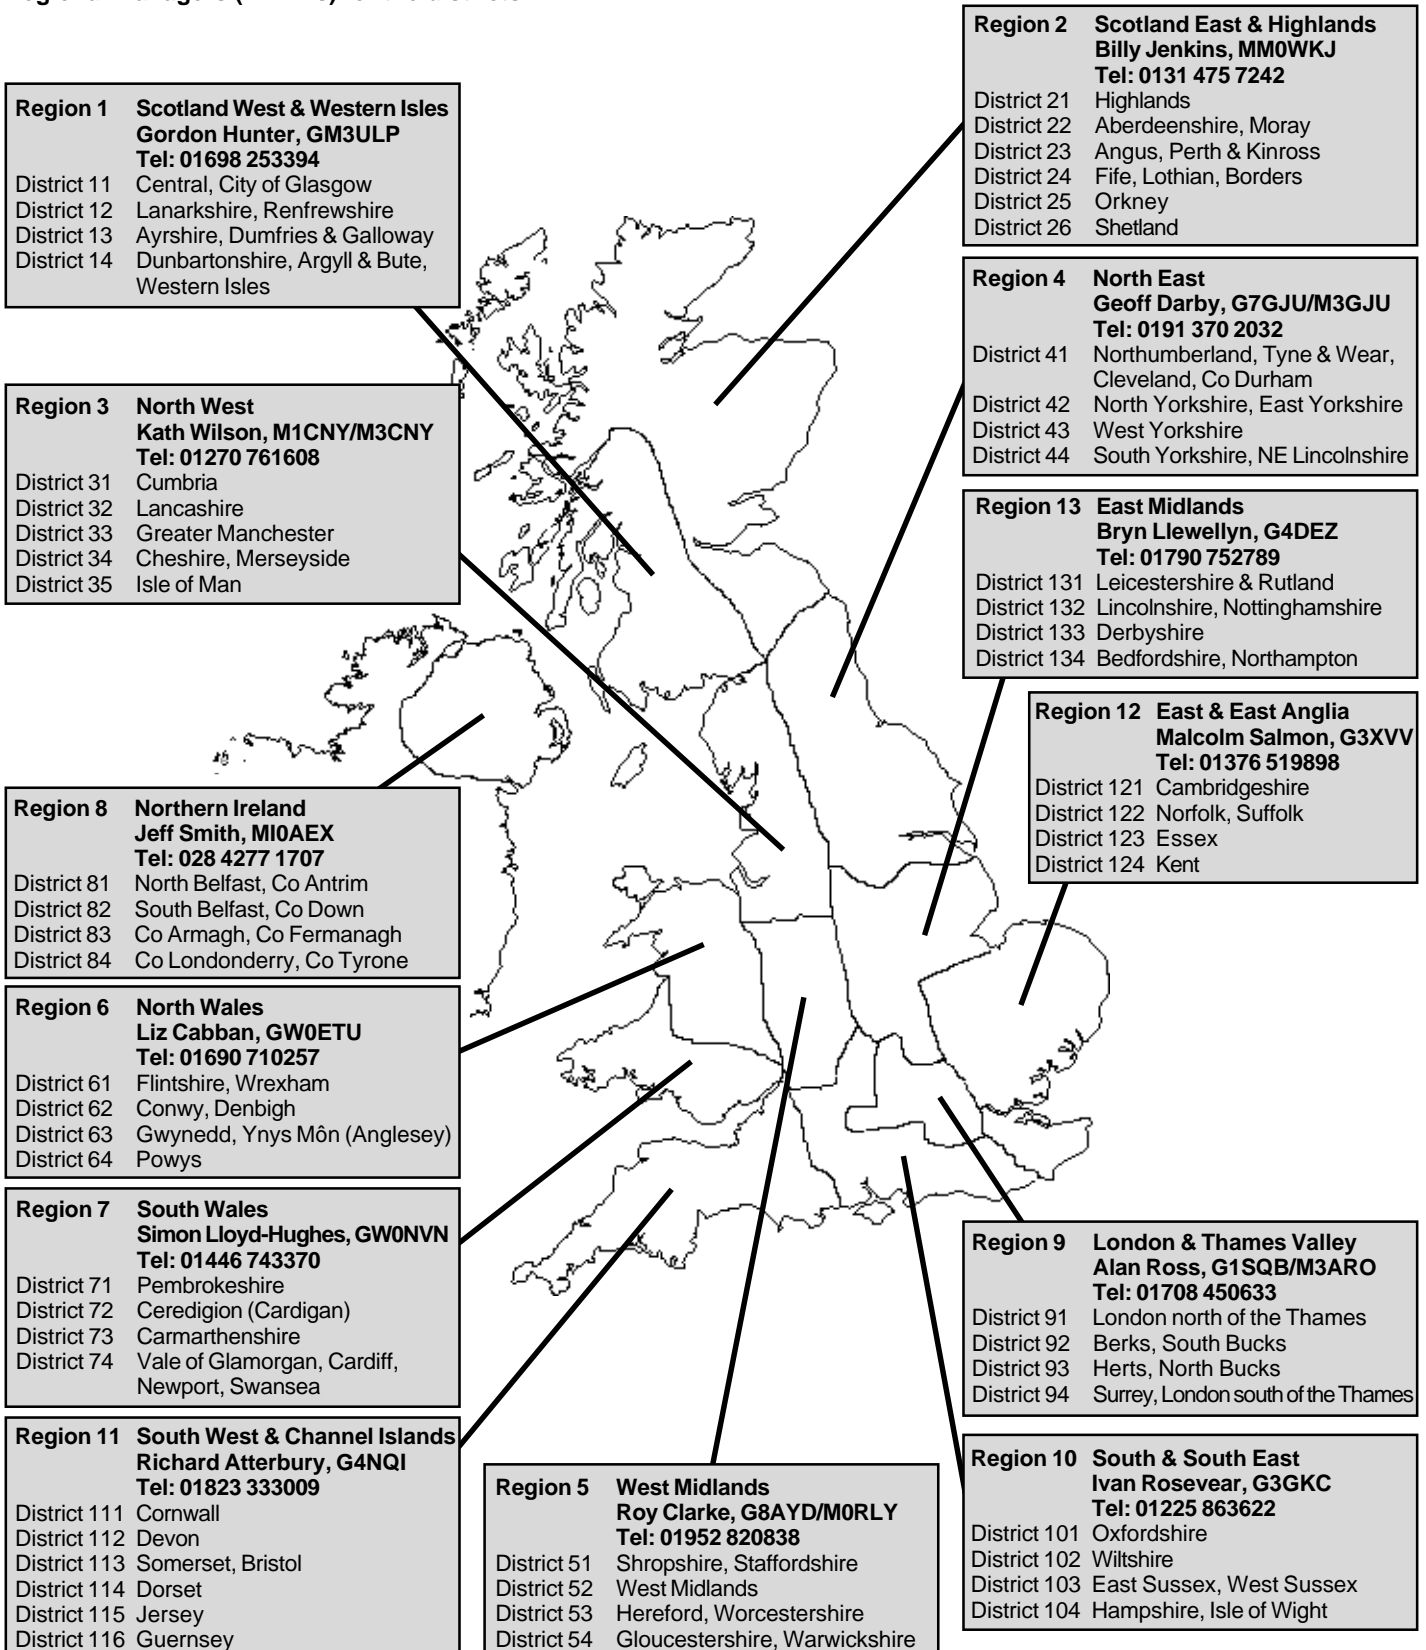 Region 2 Scotland East & Highlands
Billy Jenkins, MM0WKJ
Tel: 0131 475 7242
District 21 Highlands
District 22 Aberdeenshire, Moray
District 23 Angus, Perth & Kinross
District 24 Fife, Lothian, Borders
District 25 Orkney
District 26 Shetland
Region 1 Scotland West & Western Isles
Gordon Hunter, GM3ULP
Tel: 01698 253394
District 11 Central, City of Glasgow
District 12 Lanarkshire, Renfrewshire
District 13 Ayrshire, Dumfries & Galloway
District 14 Dunbartonshire, Argyll & Bute,
Western Isles
Region 4 North East
Geoff Darby, G7GJU/M3GJU
Tel: 0191 370 2032
District 41 Northumberland, Tyne & Wear,
Cleveland, Co Durham
District 42 North Yorkshire, East Yorkshire
District 43 West Yorkshire
District 44 South Yorkshire, NE Lincolnshire
Region 3 North West
Kath Wilson, M1CNY/M3CNY
Tel: 01270 761608
District 31 Cumbria
District 32 Lancashire
District 33 Greater Manchester
District 34 Cheshire, Merseyside
District 35 Isle of Man
Region 13 East Midlands
Bryn Llewellyn, G4DEZ
Tel: 01790 752789
District 131 Leicestershire & Rutland
District 132 Lincolnshire, Nottinghamshire
District 133 Derbyshire
District 134 Bedfordshire, Northampton
Region 12 East & East Anglia
Malcolm Salmon, G3XVV
Tel: 01376 519898
District 121 Cambridgeshire
District 122 Norfolk, Suffolk
District 123 Essex
District 124 Kent
Region 8 Northern Ireland
Jeff Smith, MI0AEX
Tel: 028 4277 1707
District 81 North Belfast, Co Antrim
District 82 South Belfast, Co Down
District 83 Co Armagh, Co Fermanagh
District 84 Co Londonderry, Co Tyrone
Region 6 North Wales
Liz Cabban, GW0ETU
Tel: 01690 710257
District 61 Flintshire, Wrexham
District 62 Conwy, Denbigh
District 63 Gwynedd, Ynys Môn (Anglesey)
District 64 Powys
Region 7 South Wales
Simon Lloyd-Hughes, GW0NVN
Tel: 01446 743370
District 71 Pembrokeshire
District 72 Ceredigion (Cardigan)
District 73 Carmarthenshire
District 74 Vale of Glamorgan, Cardiff,
Newport, Swansea
Region 9 London & Thames Valley
Alan Ross, G1SQB/M3ARO
Tel: 01708 450633
District 91 London north of the Thames
District 92 Berks, South Bucks
District 93 Herts, North Bucks
District 94 Surrey, London south of the Thames
Region 11 South West & Channel Islands
Richard Atterbury, G4NQI
Tel: 01823 333009
District 111 Cornwall
District 112 Devon
District 113 Somerset, Bristol
District 114 Dorset
District 115 Jersey
District 116 Guernsey
Region 5 West Midlands
Roy Clarke, G8AYD/M0RLY
Tel: 01952 820838
District 51 Shropshire, Staffordshire
District 52 West Midlands
District 53 Hereford, Worcestershire
District 54 Gloucestershire, Warwickshire
Region 10 South & South East
Ivan Rosevear, G3GKC
Tel: 01225 863622
District 101 Oxfordshire
District 102 Wiltshire
District 103 East Sussex, West Sussex
District 104 Hampshire, Isle of Wight